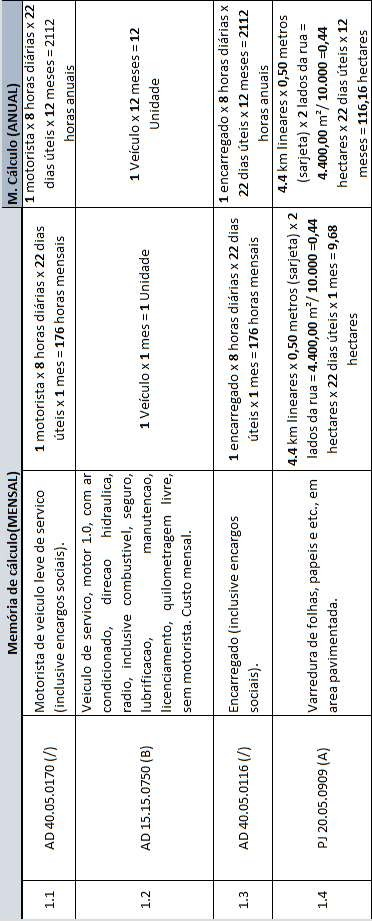 Memória de cálculo(MENSAL)
M. Cálculo (ANUAL)
1.1
AD 40.05.0170 (/)
Motorista de veiculo leve de servico
(inclusive encargos sociais).
1 motorista x 8 horas diárias x 22 dias
úteis x 1 mes = 176 horas mensais
1 motorista x 8 horas diárias x 22
dias úteis x 12 meses = 2112
horas anuais
1.2
AD 15.15.0750 (B)
Veiculo de servico, motor 1.0, com ar
condicionado, direcao hidraulica,
radio, inclusive combustivel, seguro,
lubrificacao, manutencao,
licenciamento, quilometragem livre,
sem motorista. Custo mensal.
1 Veículo x 1 mes = 1 Unidade
1 Veículo x 12 meses = 12
Unidade
1.3
AD 40.05.0116 (/)
Encarregado (inclusive encargos
sociais).
1 encarregado x 8 horas diárias x 22 dias
úteis x 1 mes = 176 horas mensais
1 encarregado x 8 horas diárias x
22 dias úteis x 12 meses = 2112
horas anuais
1.4
PJ 20.05.0909 (A)
Varredura de folhas, papeis e etc., em
area pavimentada.
4.4 km lineares x 0,50 metros (sarjeta) x 2
lados da rua = 4.400,00 m²/ 10.000 =0,44
hectares x 22 dias úteis x 1 mes = 9,68
hectares
4.4 km lineares x 0,50 metros
(sarjeta) x 2 lados da rua =
4.400,00 m²/ 10.000 =0,44
hectares x 22 dias úteis x 12
meses = 116,16 hectares